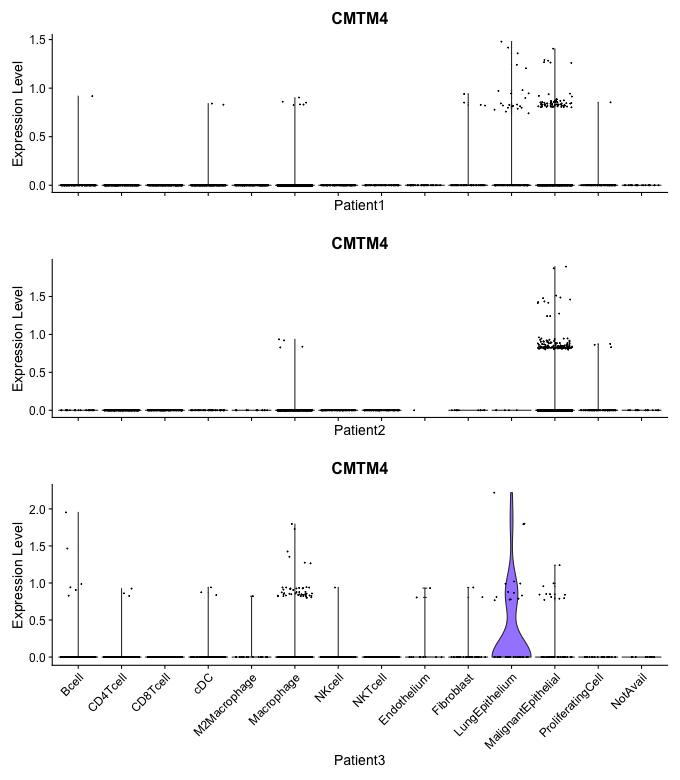 CMTM4
1.5
1.0
0.5
0.0
Expression Level
Patient1
CMTM4
1.5
1.0
0.5
0.0
Expression Level
Patient2
CMTM4
2.0
1.5
1.0
0.5
0.0
Expression Level
Bcell
CD4Tcell
CD8Tcell
cDC
M2Macrophage
Macrophage
NKcell
NKTcell
Endothelium
Fibroblast
LungEpithelium
MalignantEpithelial
ProliferatingCell
NotAvail
Patient3